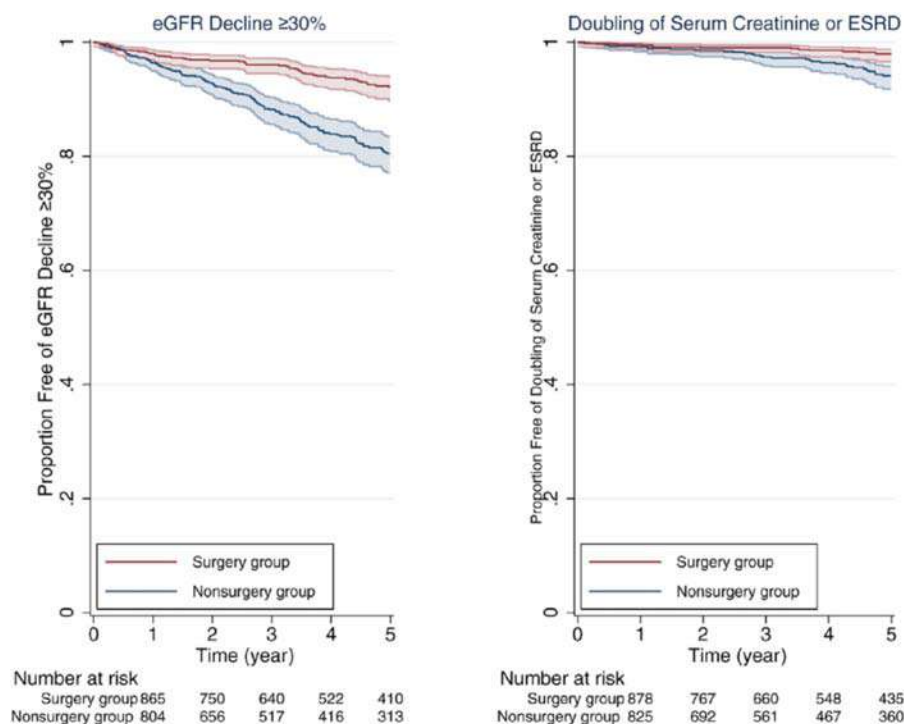 eGFR Decline ≥30%
Proportion Free of eGFR Decline ≥30%
1
.8
.6
.4
.2
0
Surgery group
Nonsurgery group
0 1 2 3 4 5
Time (year)
Number at risk
Surgery group 865 750 640 522 410
Nonsurgery group 804 656 517 416 313
Doubling of Serum Creatinine or ESRD
Proportion Free of Doubling of Serum Creatinine or ESRD
1
.8
.6
.4
.2
0
Surgery group
Nonsurgery group
0 1 2 3 4 5
Time (year)
Number at risk
Surgery group 878 767 660 548 435
Nonsurgery group 825 692 561 467 360